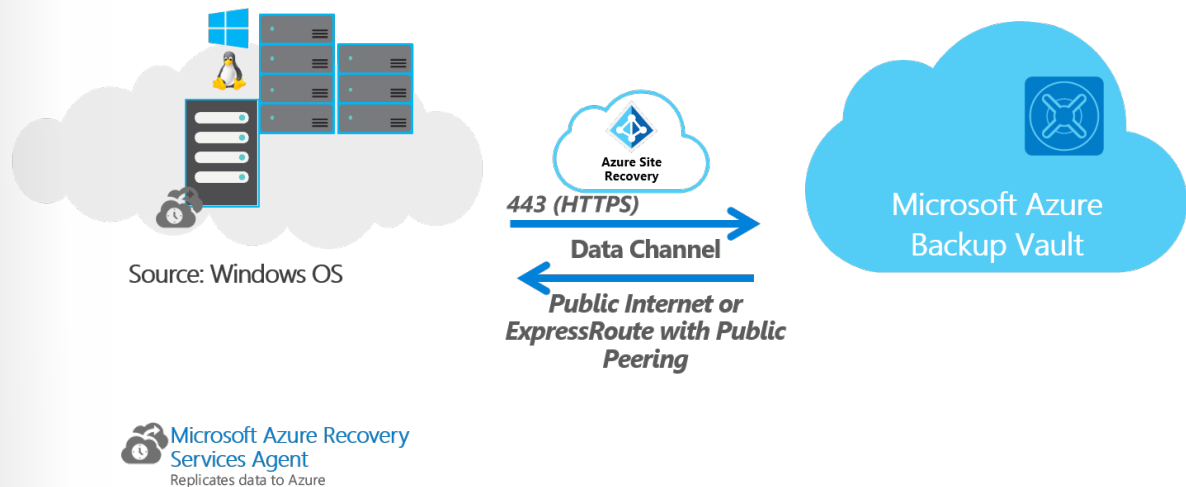 Azure Site
Recovery
443 (HTTPS)
Data Channel
Public Internet or
ExpressRoute with Public
Peering
Source: Windows OS
Microsoft Azure
Backup Vault
Microsoft Azure Recovery
Services Agent
Replicates data to Azure